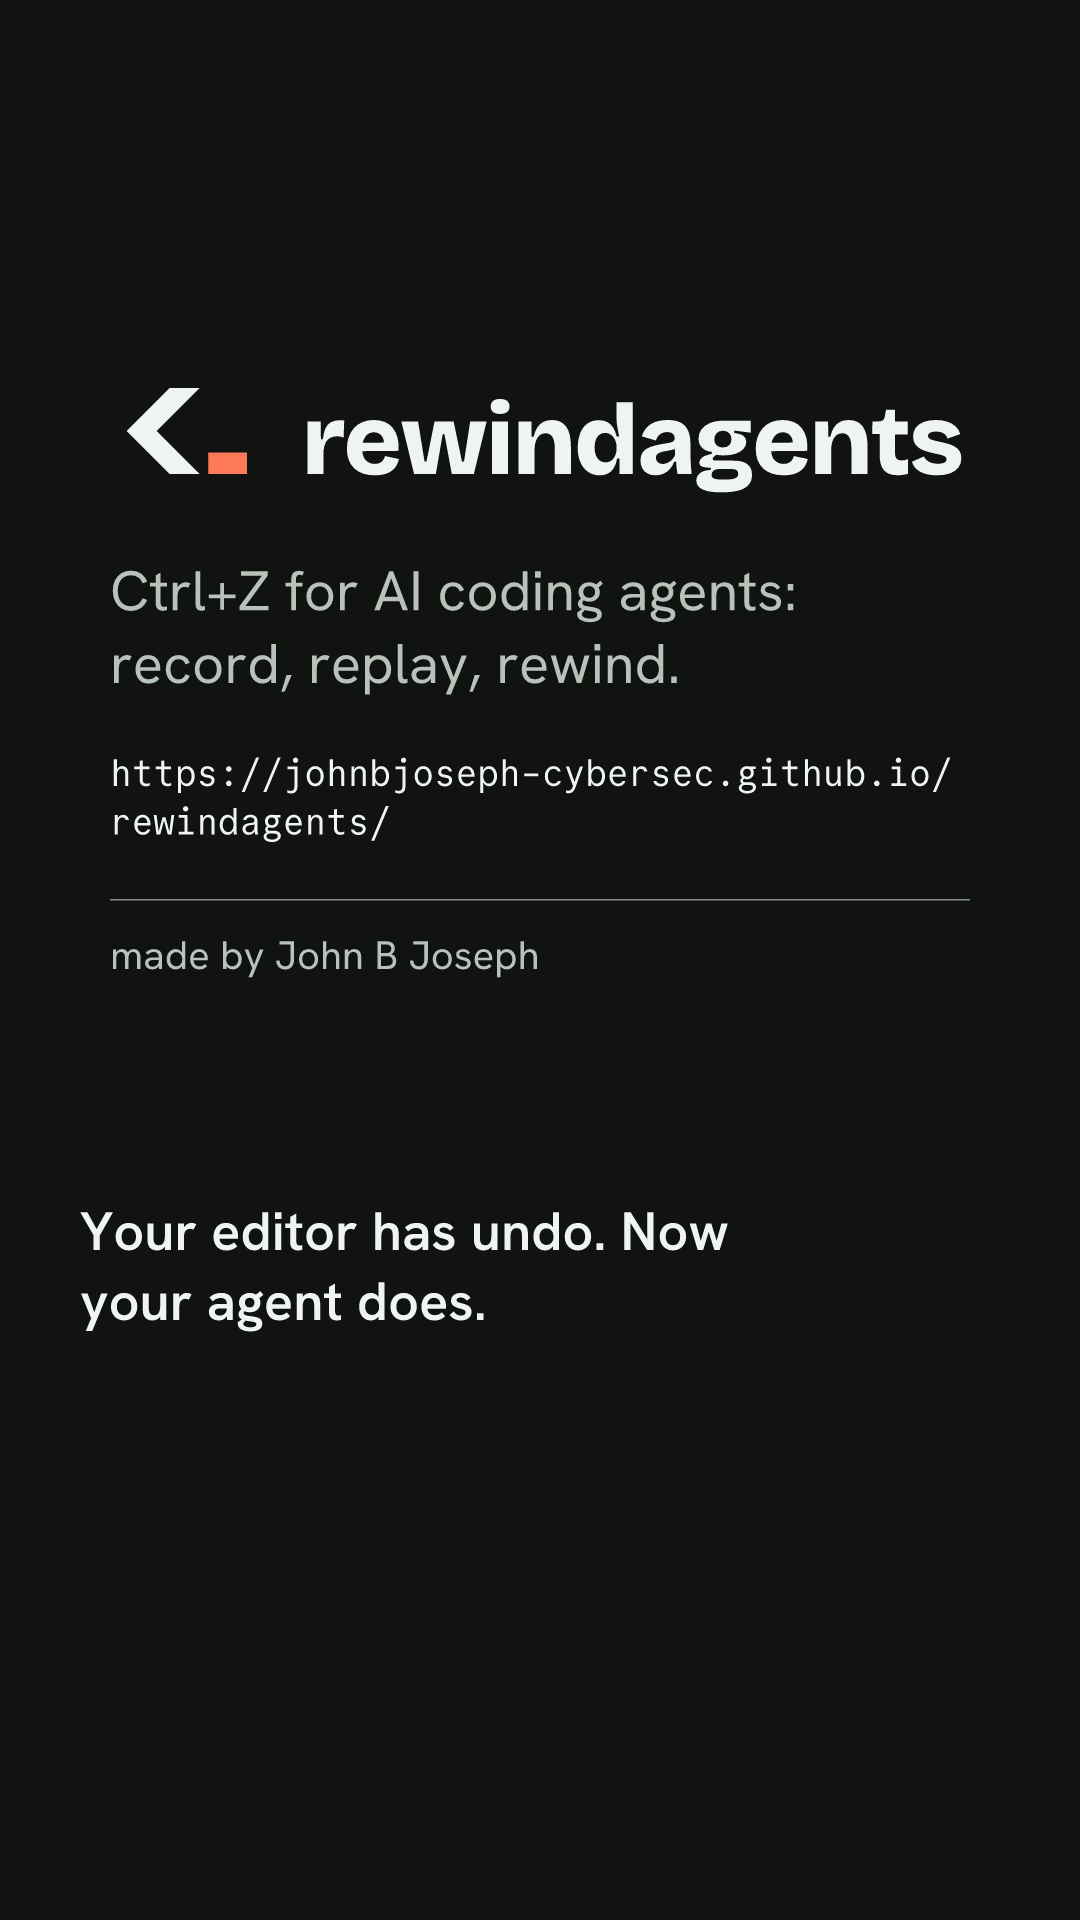 rewindagents
Ctrl+Z for AI coding agents:
record, replay, rewind.
https://johnbjoseph-cybersec.github.io/
rewindagents/
made by John B Joseph
Your editor has undo. Now
your agent does.